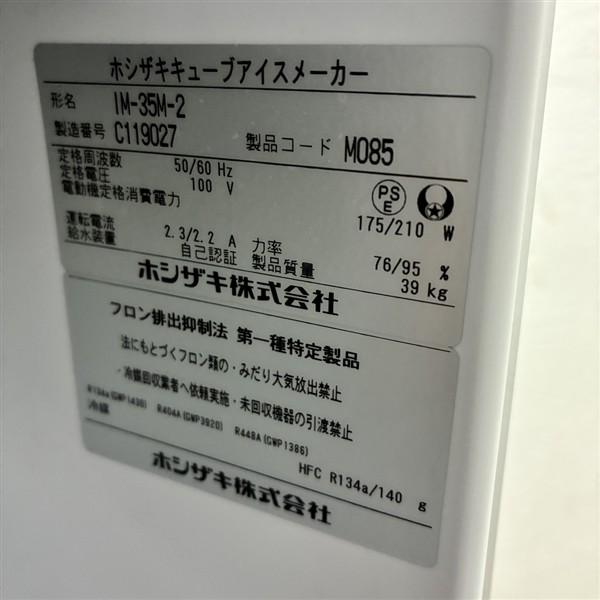 ホシザキキューブアイスメーカー
形名 IM-35M-2
製造番号 C119027 製品コード M085
定格周波数 50/60 Hz
定格電圧 100 V
電動機定格消費電力 175/210 W
PS
E
運転電流 2.3/2.2 A 力率 76/95 %
給水装置 自己認証 製品質量 39 kg
ホシザキ株式会社
フロン排出抑制法 第一種特定製品
法にもとづくフロン類の・みだり大気放出禁止
・冷媒回収業者へ依頼実施・未回収機器の引渡禁止
R134a(GWP1430) R404A(GWP3920) R448A(GWP1386)
冷媒 HFC R134a/140 g
ホシザキ株式会社